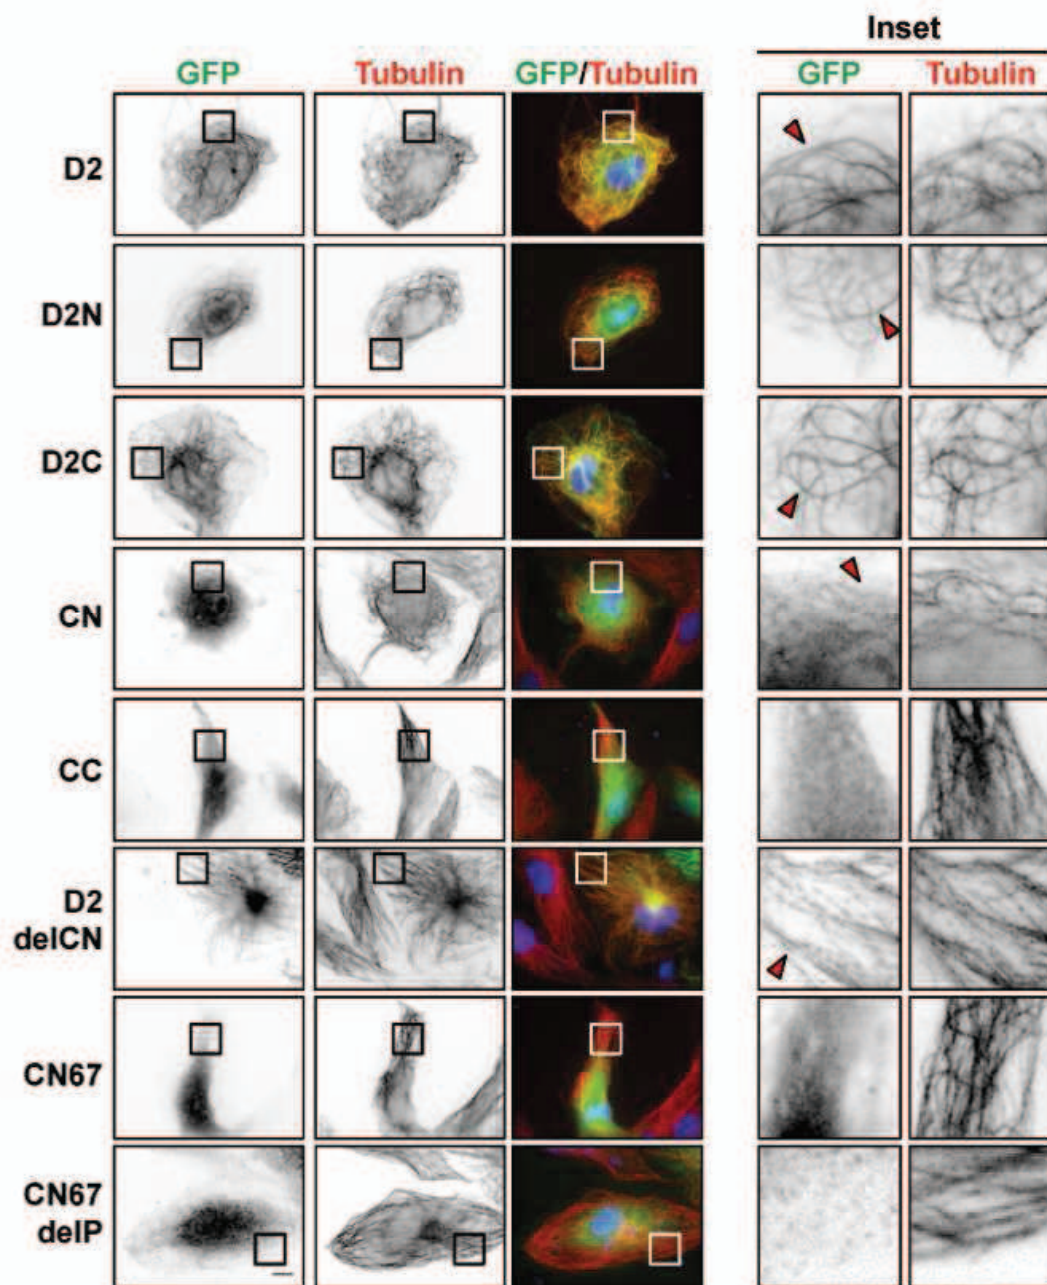 Inset
GFP Tubulin GFP/Tubulin GFP Tubulin
D2
D2N
D2C
CN
CC
D2
delCN
CN67
CN67
delP